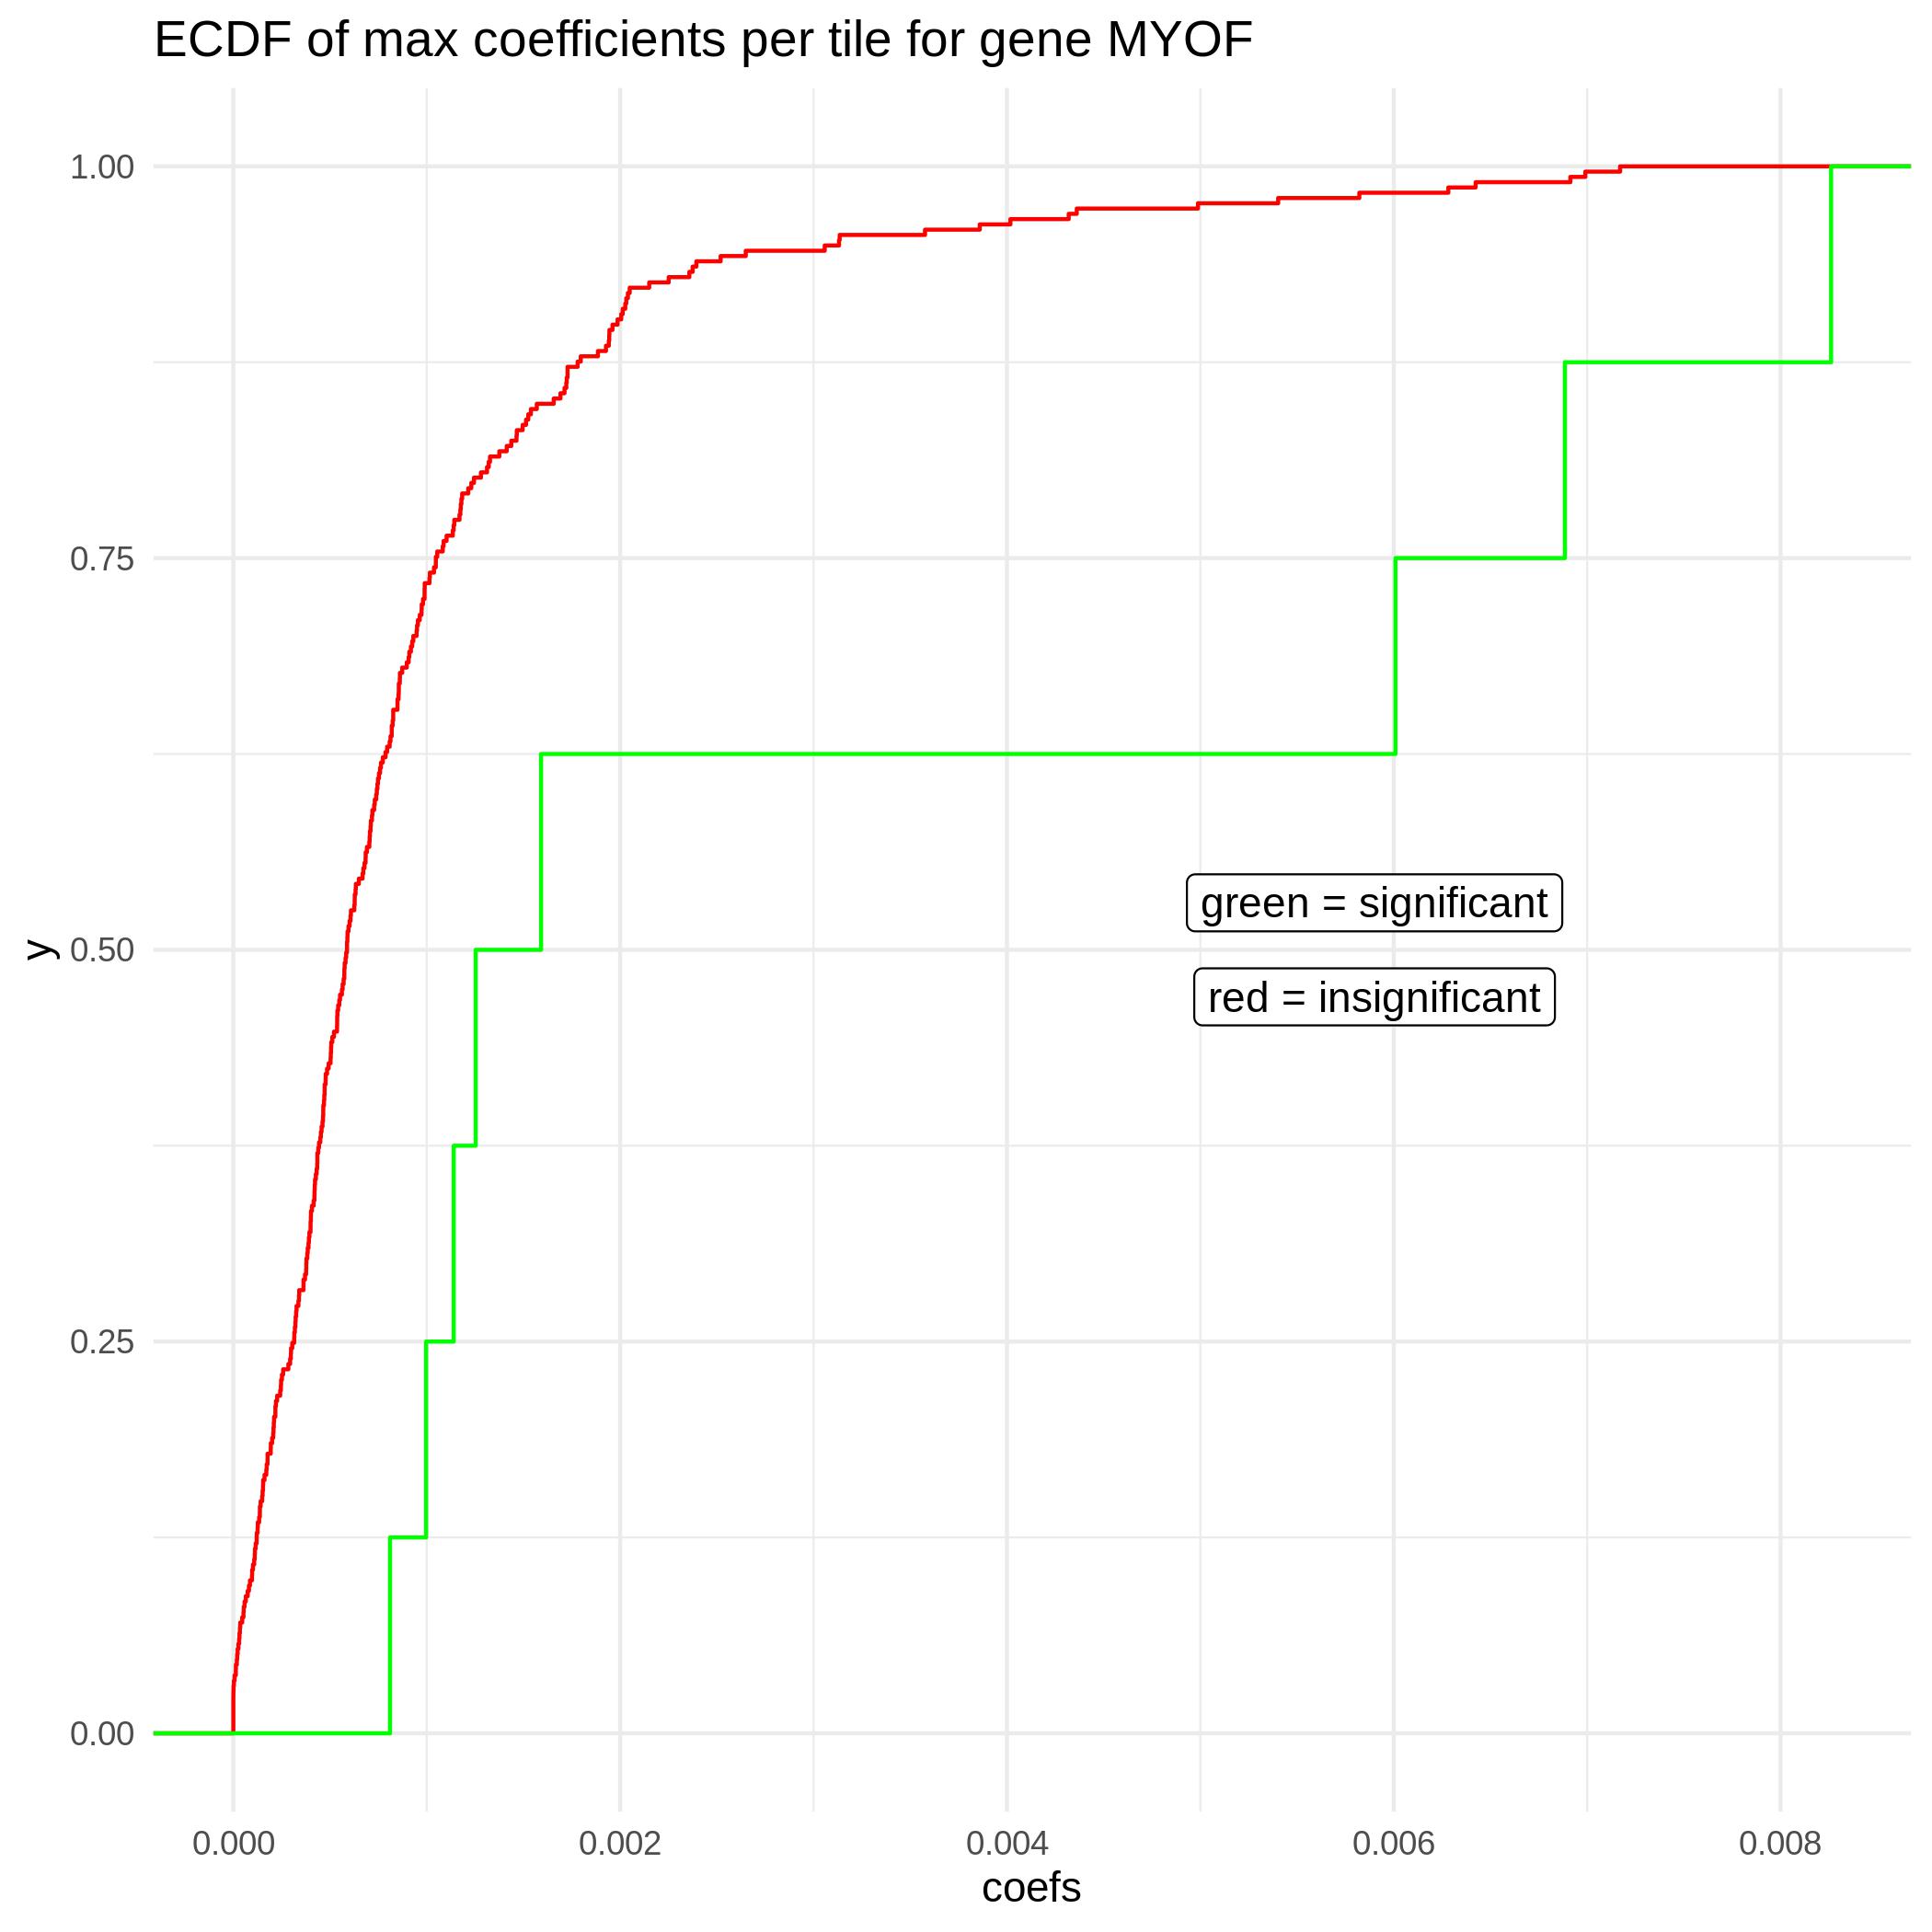 ECDF of max coefficients per tile for gene MYOF
1.00
0.75
0.50
0.25
0.00
y
green = significant
red = insignificant
0.000 0.002 0.004 0.006 0.008
coefs